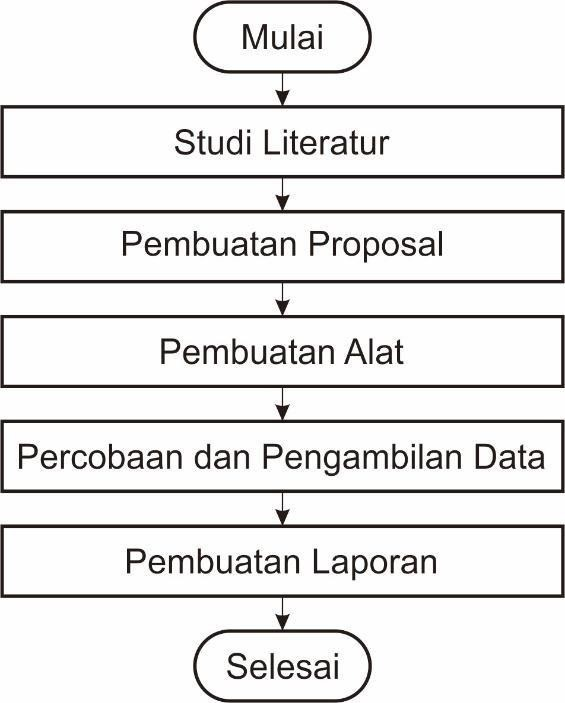 Mulai
Studi Literatur
Pembuatan Proposal
Pembuatan Alat
Percobaan dan Pengambilan Data
Pembuatan Laporan
Selesai